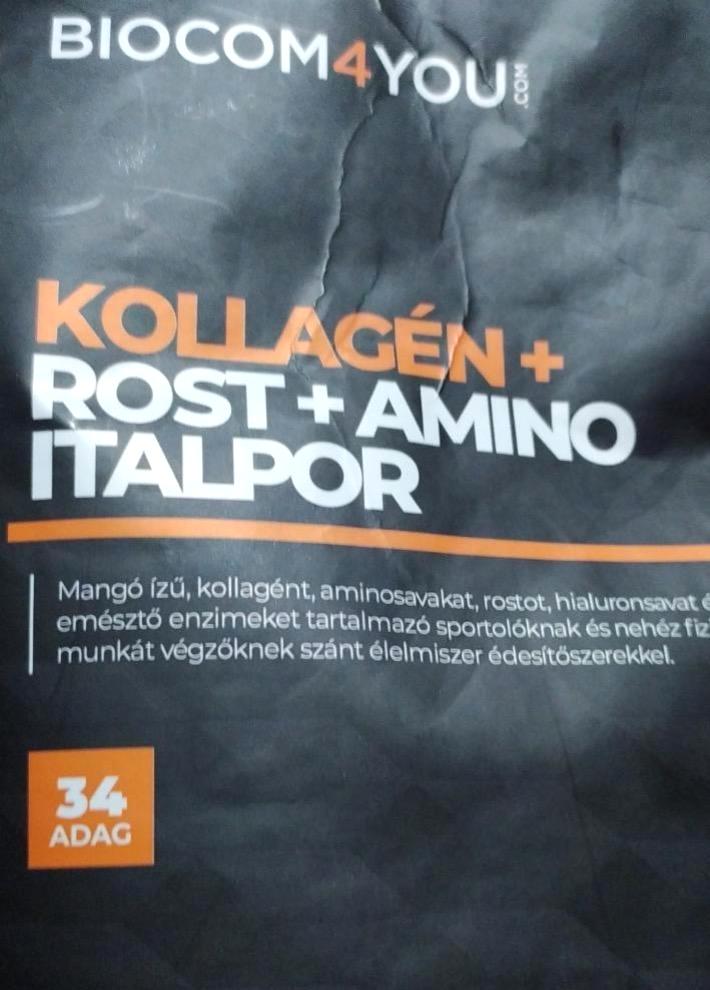 BIOCOM4YOU.COM
KOLLAGÉN +
ROST + AMINO
ITALPOR
Mangó ízű, kollagént, aminosavakat, rostot, hialuronsavat
emésztő enzimeket tartalmazó sportolóknak és nehéz
munkát végzőknek szánt élelmiszer édesítőszerekkel.
34
ADAG